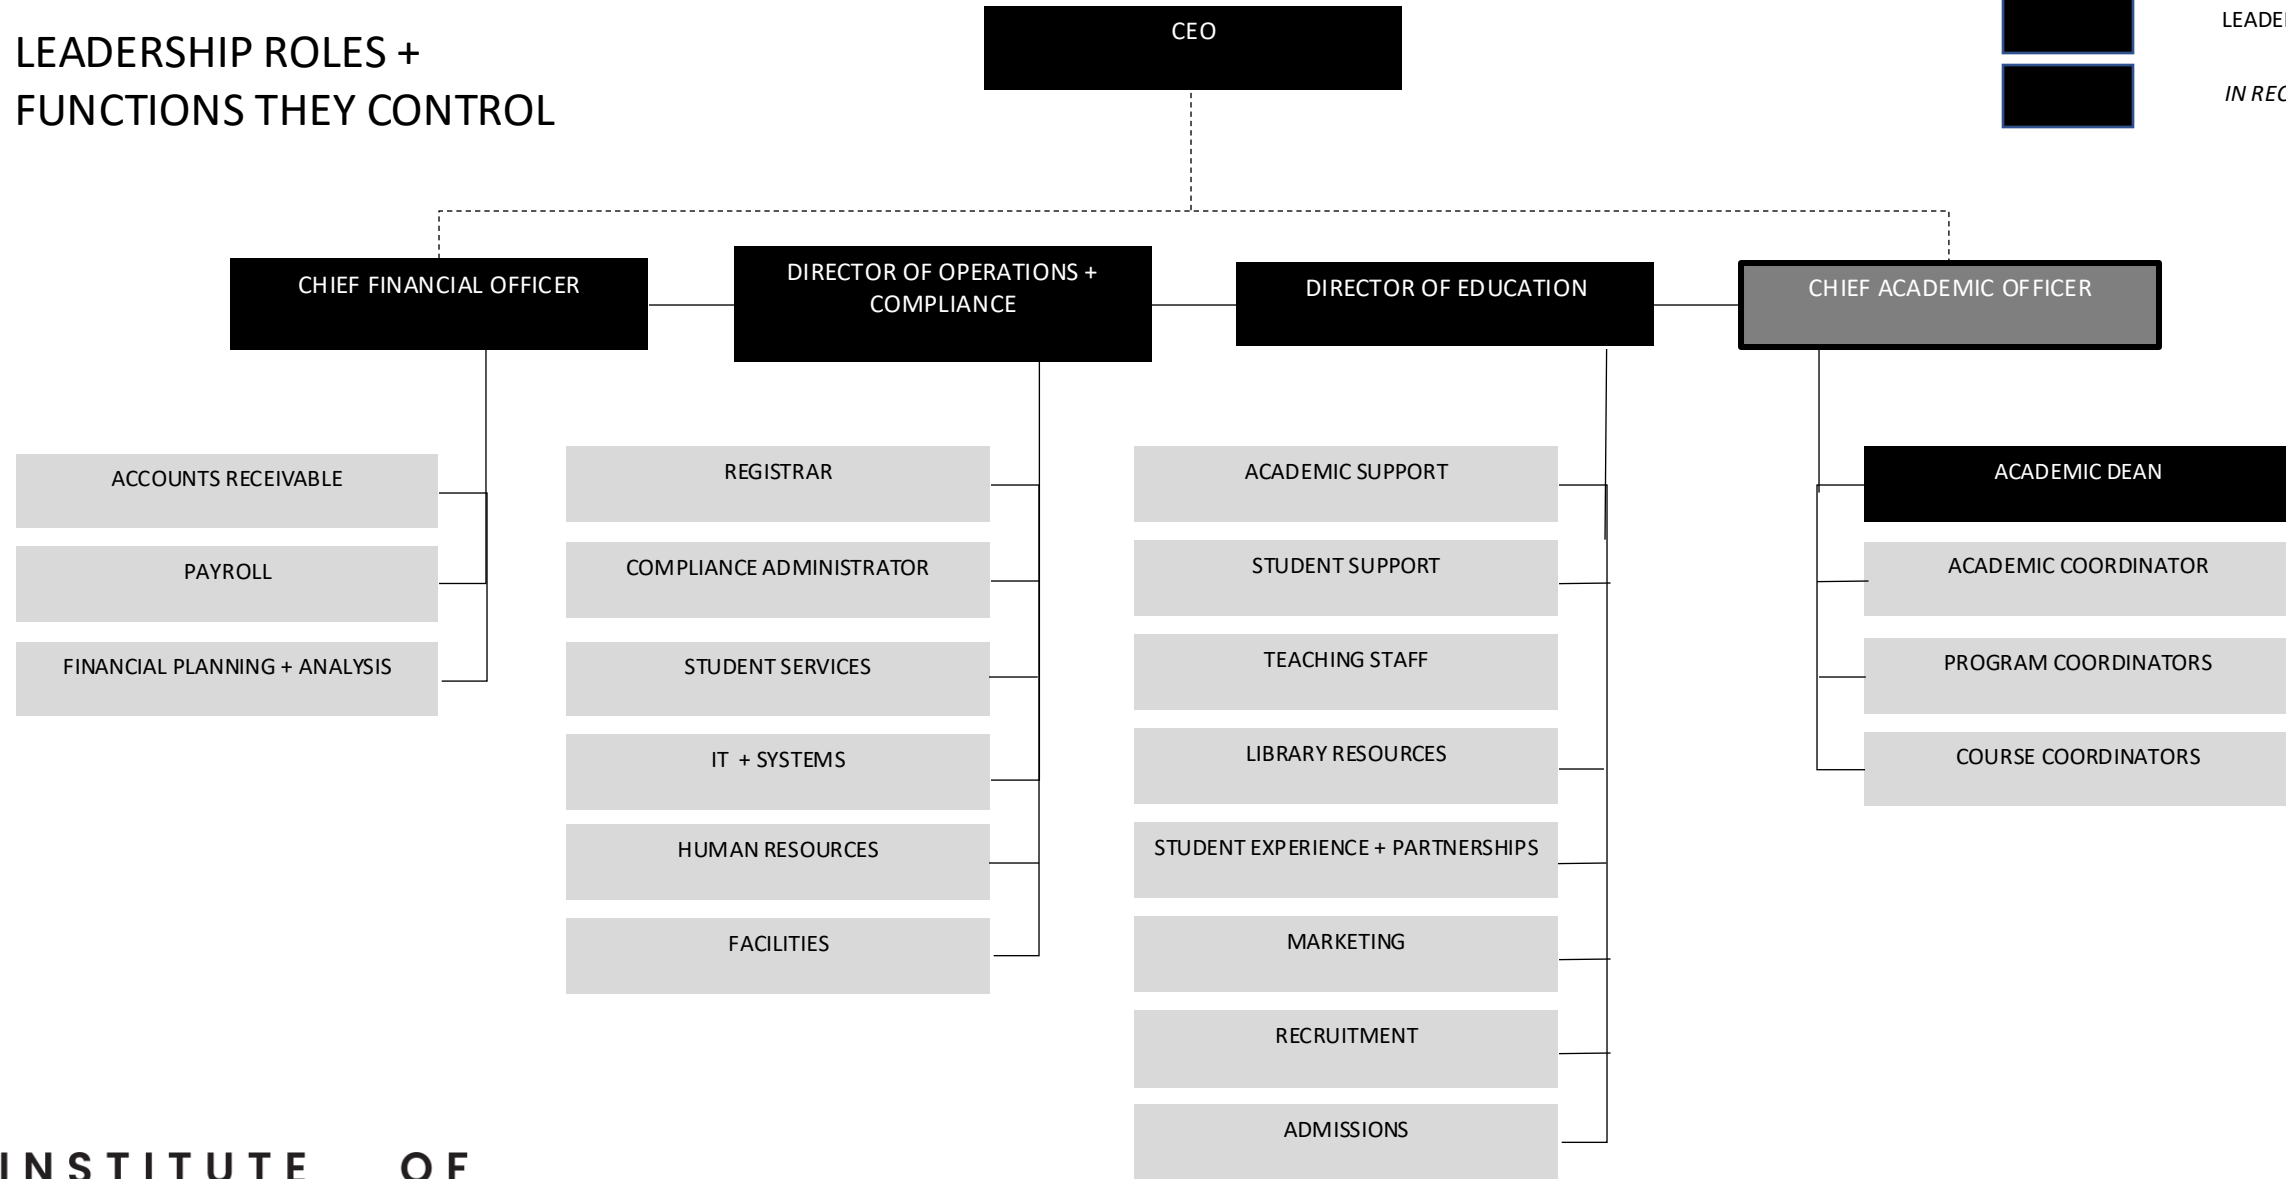 LEADERSHIP ROLES +
FUNCTIONS THEY CONTROL
CEO
IN
CHIEF FINANCIAL OFFICER
DIRECTOR OF OPERATIONS +
COMPLIANCE
DIRECTOR OF EDUCATION
CHIEF ACADEMIC OFFICER
ACCOUNTS RECEIVABLE
PAYROLL
FINANCIAL PLANNING + ANALYSIS
REGISTRAR
COMPLIANCE ADMINISTRATOR
STUDENT SERVICES
IT + SYSTEMS
HUMAN RESOURCES
FACILITIES
ACADEMIC SUPPORT
STUDENT SUPPORT
TEACHING STAFF
LIBRARY RESOURCES
STUDENT EXPERIENCE + PARTNERSHIPS
MARKETING
RECRUITMENT
ADMISSIONS
ACADEMIC DEAN
ACADEMIC COORDINATOR
PROGRAM COORDINATORS
COURSE COORDINATORS
INSTITUTE OF